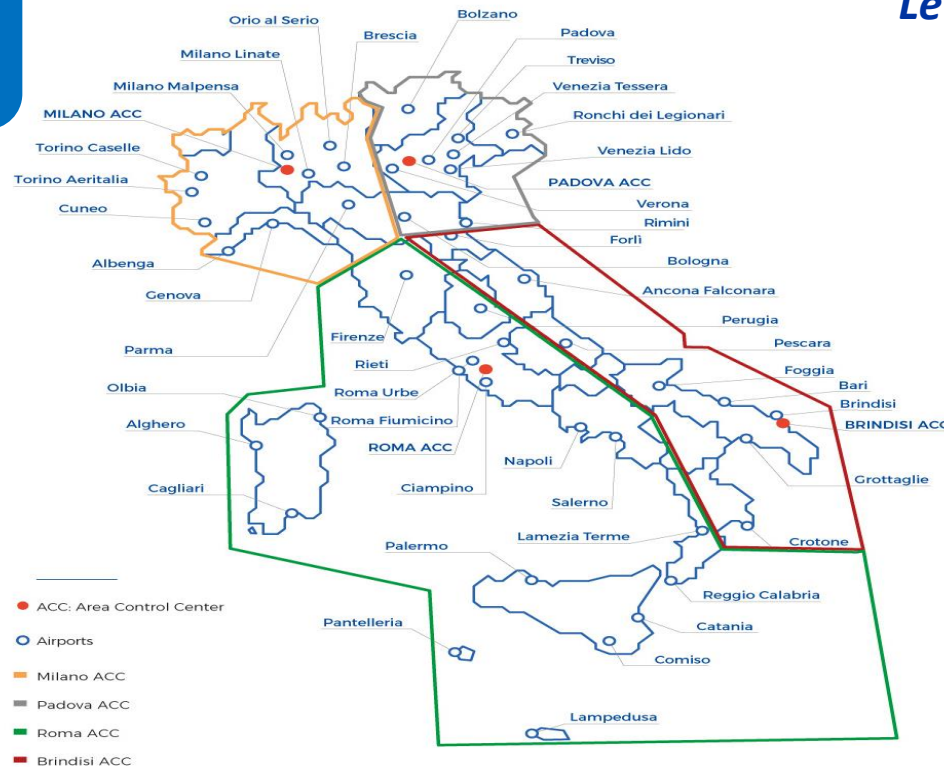 Le
Bolzano
Orio al Serio
Padova
Brescia
Milano Linate
Treviso
Milano Malpensa
Venezia Tessera
MILANO ACC
Ronchi dei Legionari
Torino Caselle
Venezia Lido
Torino Aeritalia
PADOVA ACC
Cuneo
Verona
Rimini
Forlì
Albenga
Bologna
Genova
Ancona Falconara
Perugia
Parma
Firenze
Pescara
Rieti
Foggia
Olbia
Roma Urbe
Bari
Brindisi
Alghero
Roma Fiumicino
BRINDISI ACC
ROMA ACC
Napoli
Grottaglie
Cagliari
Ciampino
Salerno
Lamezia Terme
Crotone
Palermo
Reggio Calabria
Pantelleria
Catania
Comiso
Lampedusa
ACC: Area Control Center
Airports
Milano ACC
Padova ACC
Roma ACC
Brindisi ACC